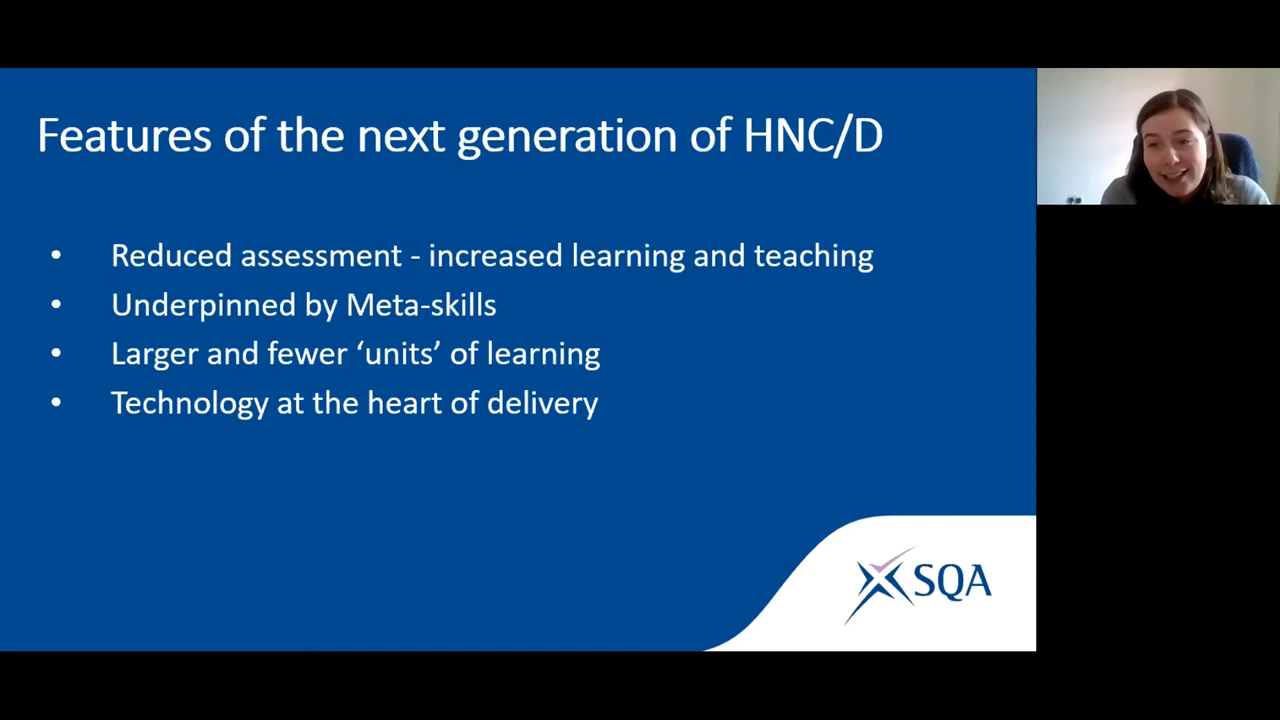 Features of the next generation of HNC/D
• Reduced assessment - increased learning and teaching
• Underpinned by Meta-skills
• Larger and fewer ‘units’ of learning
• Technology at the heart of delivery
SQA